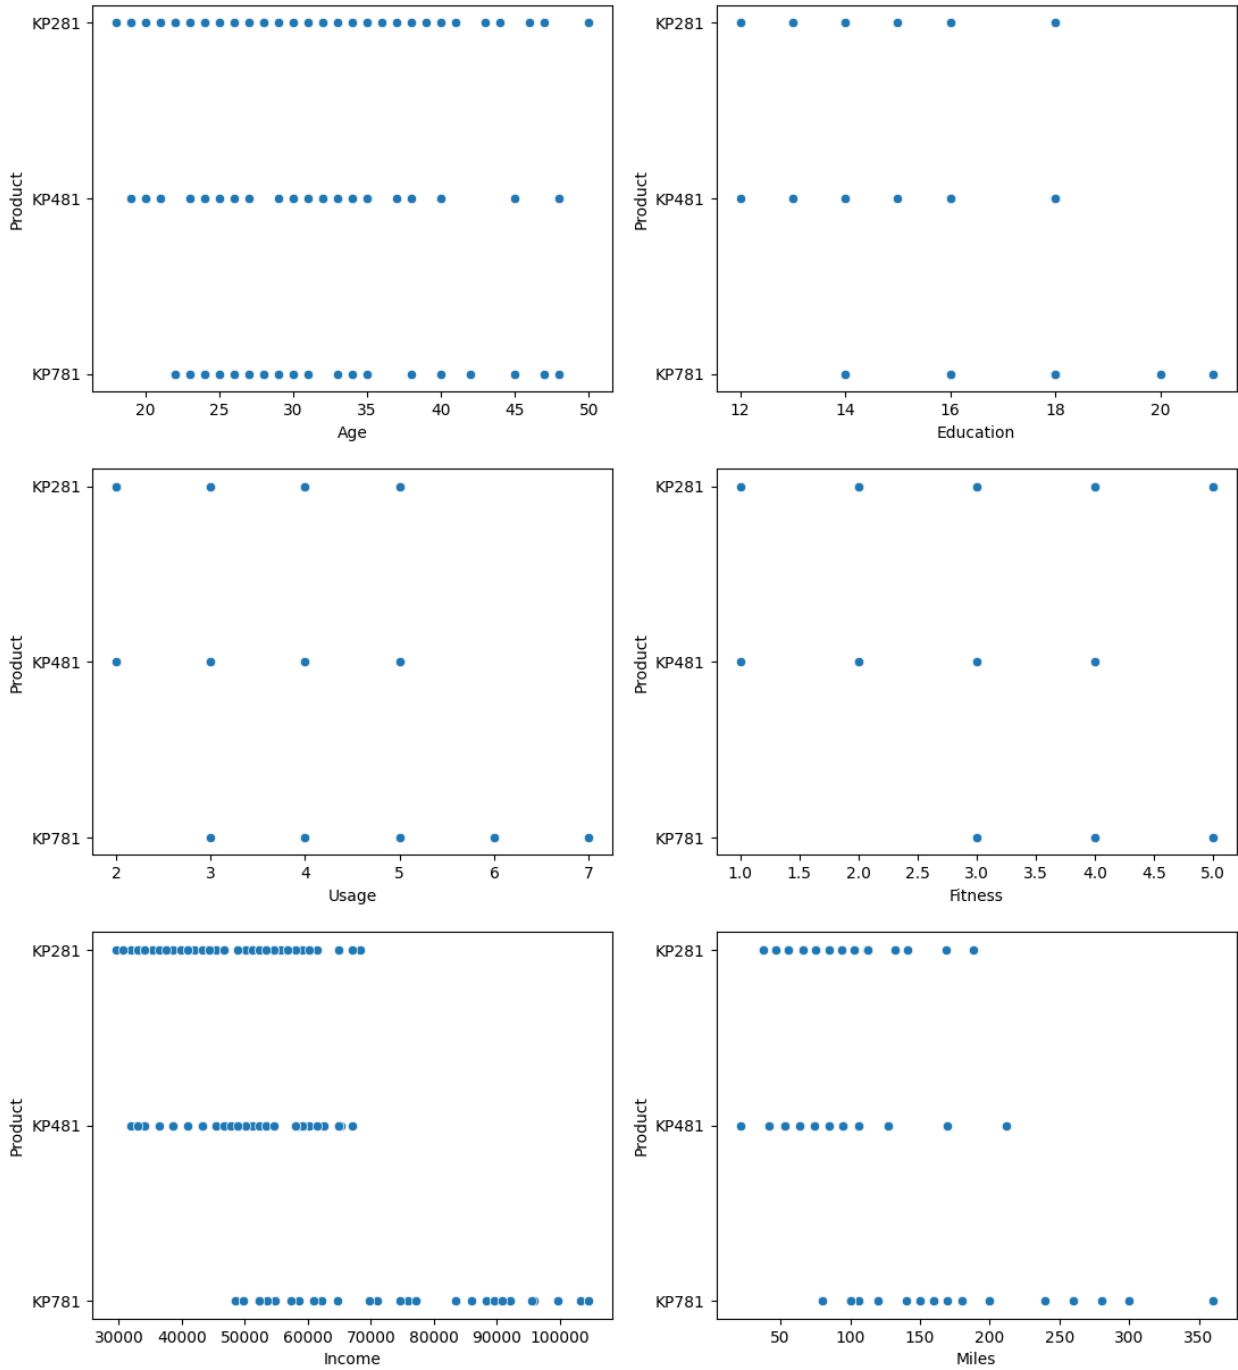 KP281
KP481
KP781
Product
20 25 30 35 40 45 50
Age
KP281
KP481
KP781
Product
12 14 16 18 20
Education
KP281
KP481
KP781
Product
2 3 4 5 6 7
Usage
KP281
KP481
KP781
Product
1.0 1.5 2.0 2.5 3.0 3.5 4.0 4.5 5.0
Fitness
KP281
KP481
KP781
Product
30000 40000 50000 60000 70000 80000 90000 100000
Income
KP281
KP481
KP781
Product
50 100 150 200 250 300 350
Miles